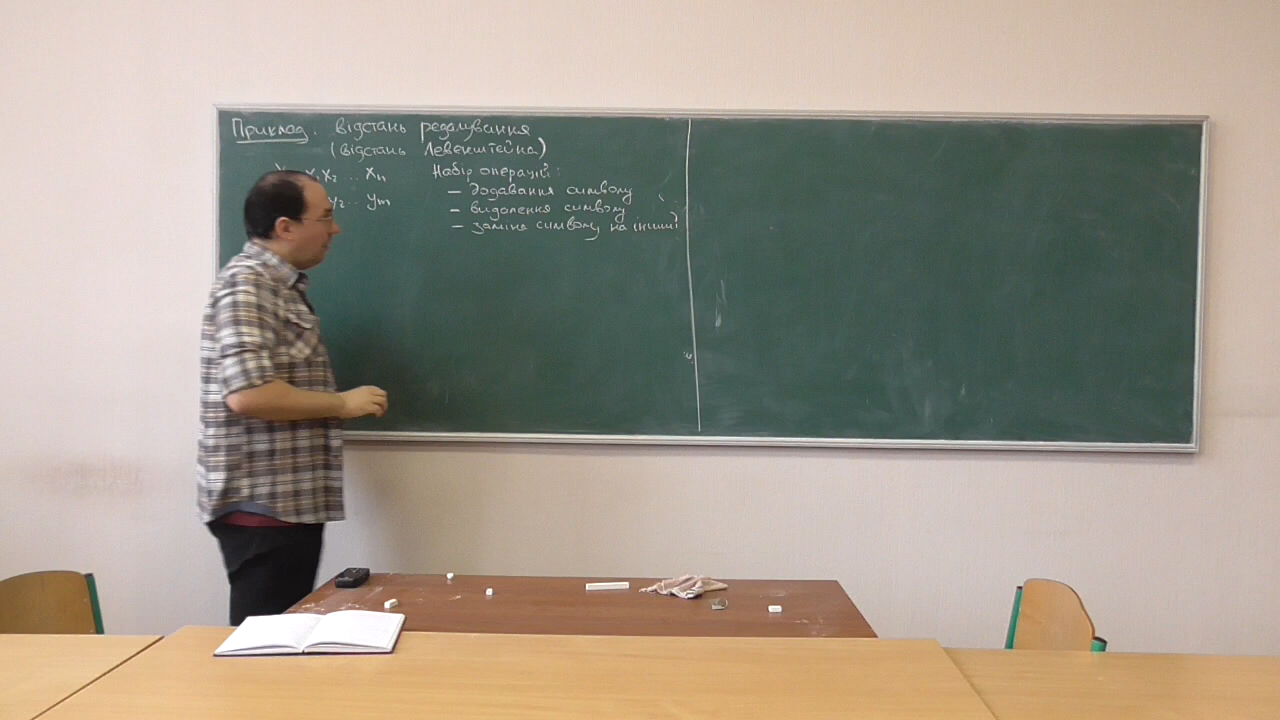 Приклад. відстань редагування
(відстань Левенштейна)
x₁x₂ ... xₙ
y₂... yₘ
Набір операцій:
– додавання символу
– видалення символу
– заміна символу на інший